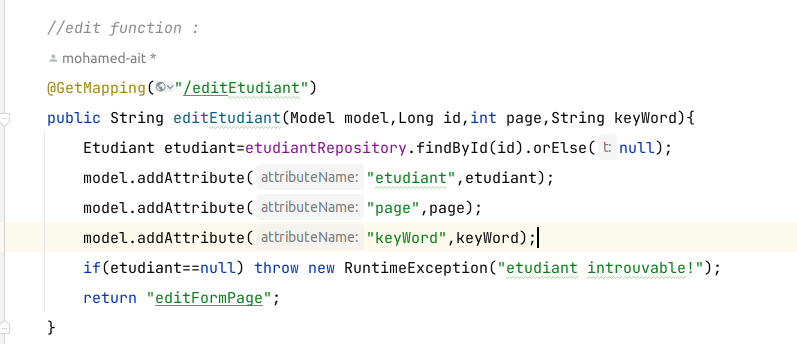 //edit function :
mohamed-ait *
@GetMapping("/editEtudiant")
public String editEtudiant(Model model,Long id,int page,String keyWord){
Etudiant etudiant=etudiantRepository.findById(id).orElse( t: null);
model.addAttribute( attributeName: "etudiant",etudiant);
model.addAttribute( attributeName: "page",page);
model.addAttribute( attributeName: "keyWord",keyWord);
if(etudiant==null) throw new RuntimeException("etudiant introuvable!");
return "editFormPage";
}